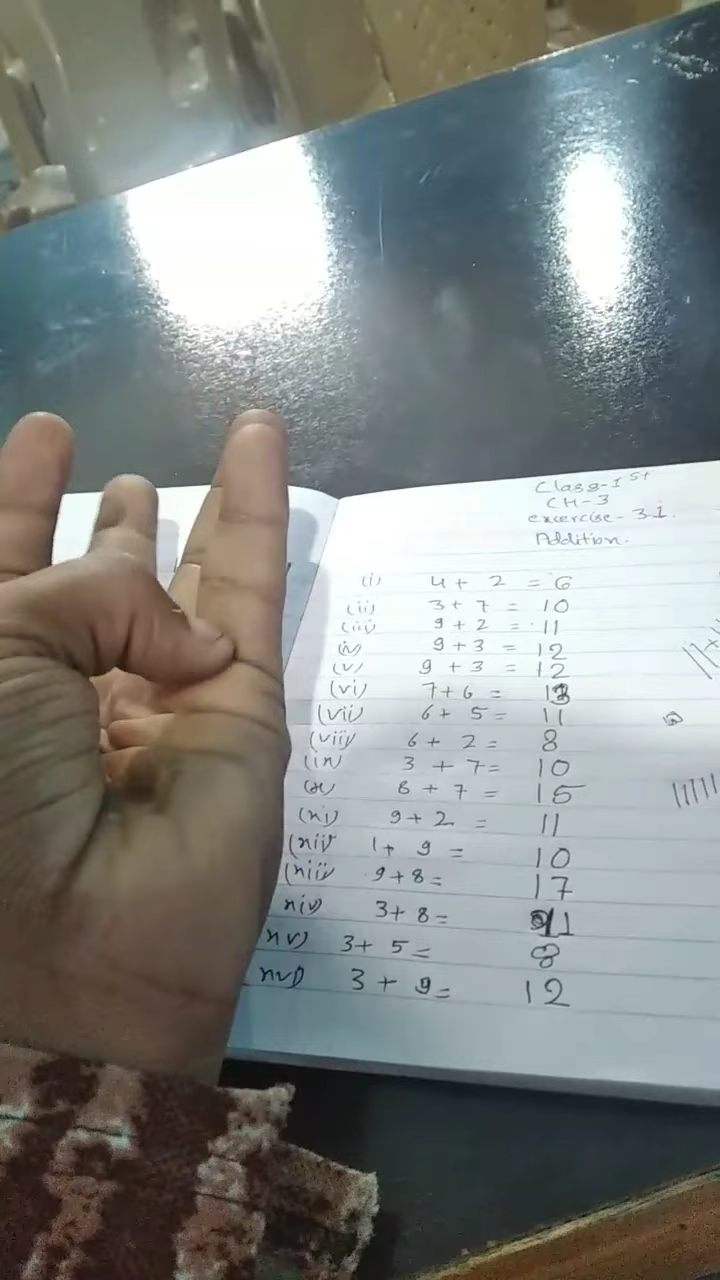 Class-1st
CH-3
excercise-3.1.
Addition.
(i) 4 + 2 = 6
(ii) 3 + 7 = 10
(iii) 9 + 2 = 11
(iv) 9 + 3 = 12
(v) 9 + 3 = 12
(vi) 7 + 6 = 13
(vii) 6 + 5 = 11
(viii) 6 + 2 = 8
(ix) 3 + 7 = 10
(x) 8 + 7 = 15
(xi) 9 + 2 = 11
(xii) 1 + 9 = 10
(xiii) 9 + 8 = 17
xiv) 3 + 8 = 11
xv) 3 + 5 = 8
xvi) 3 + 9 = 12